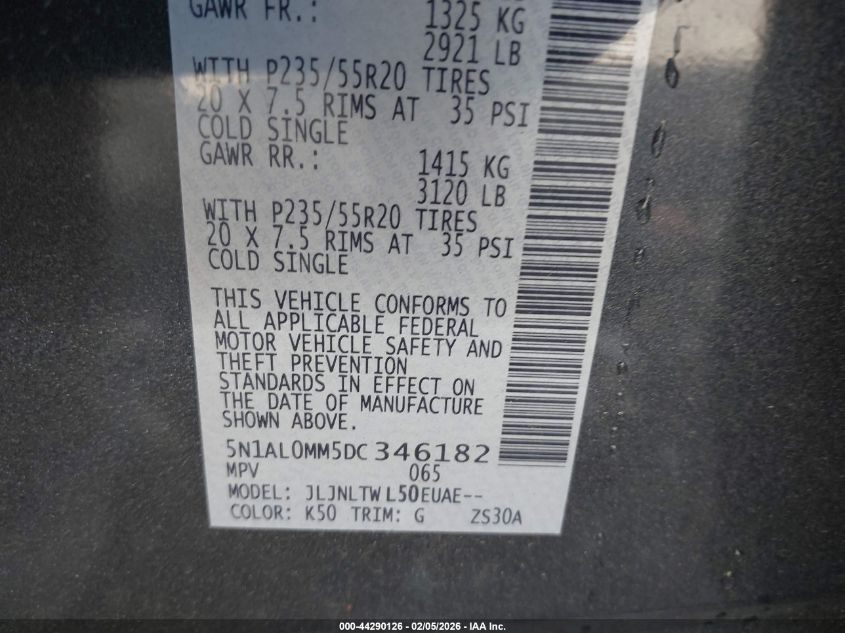 GAWR FR.: 1325 KG
2921 LB
WITH P235/55R20 TIRES
20 X 7.5 RIMS AT 35 PSI
COLD SINGLE
GAWR RR.: 1415 KG
3120 LB
WITH P235/55R20 TIRES
20 X 7.5 RIMS AT 35 PSI
COLD SINGLE
THIS VEHICLE CONFORMS TO
ALL APPLICABLE FEDERAL
MOTOR VEHICLE SAFETY AND
THEFT PREVENTION
STANDARDS IN EFFECT ON
THE DATE OF MANUFACTURE
SHOWN ABOVE.
5N1AL0MM5DC346182
MPV 065
MODEL: JLJNLTW L50EUAE--
COLOR: K50 TRIM: G ZS30A
000-44290126 - 02/05/2026 - IAA Inc.